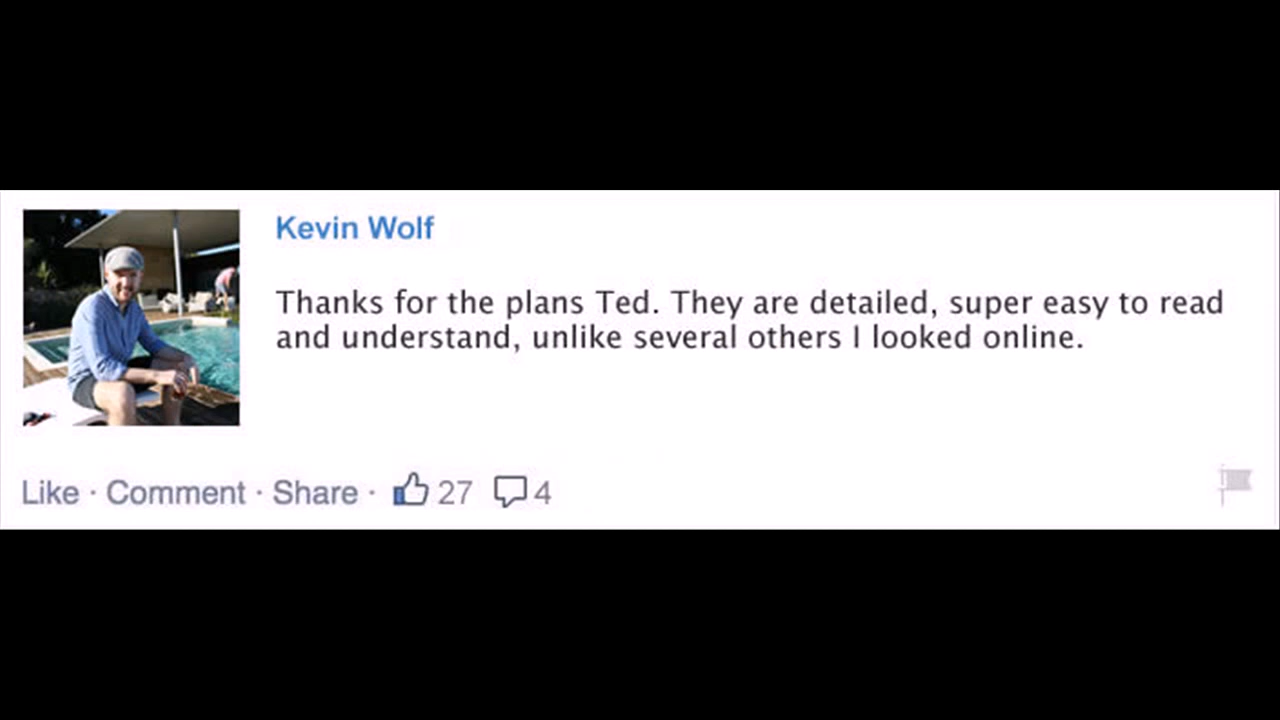 Kevin Wolf
Thanks for the plans Ted. They are detailed, super easy to read
and understand, unlike several others I looked online.
Like · Comment · Share · 27 4